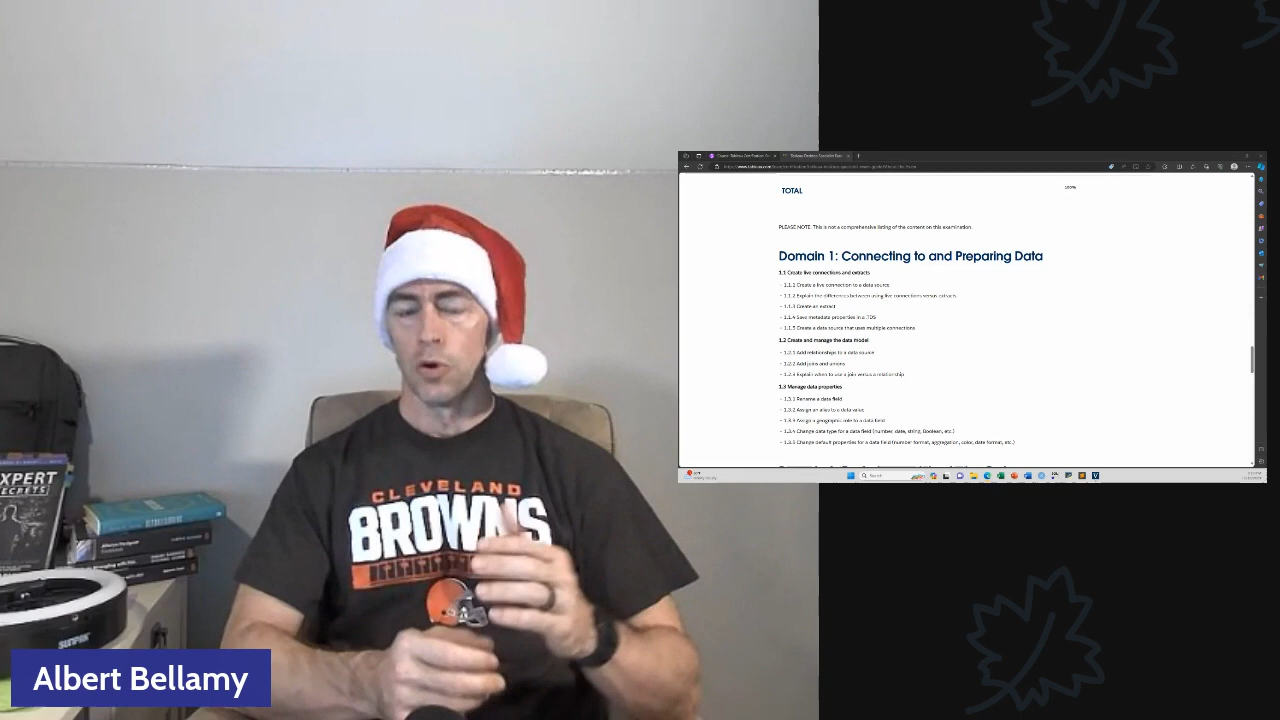 EXPERT
SECRETS
SUNPAK
CLEVELAND
BROWNS
Albert Bellamy
TOTAL
100%
PLEASE NOTE: This is not a comprehensive listing of the content on this examination.
Domain 1: Connecting to and Preparing Data
1.1 Create live connections and extracts
- 1.1.1 Create a live connection to a data source
- 1.1.2 Explain the differences between using live connections versus extracts
- 1.1.3 Create an extract
- 1.1.4 Save metadata properties in a .TDS
- 1.1.5 Create a data source that uses multiple connections
1.2 Create and manage the data model
- 1.2.1 Add relationships to a data source
- 1.2.2 Add joins and unions
- 1.2.3 Explain when to use a join versus a relationship
1.3 Manage data properties
- 1.3.1 Rename a data field
- 1.3.2 Assign an alias to a data value
- 1.3.3 Assign a geographic role to a data field
- 1.3.4 Change data type for a data field (number, date, string, Boolean, etc.)
- 1.3.5 Change default properties for a data field (number format, aggregation, color, date format, etc.)
Search